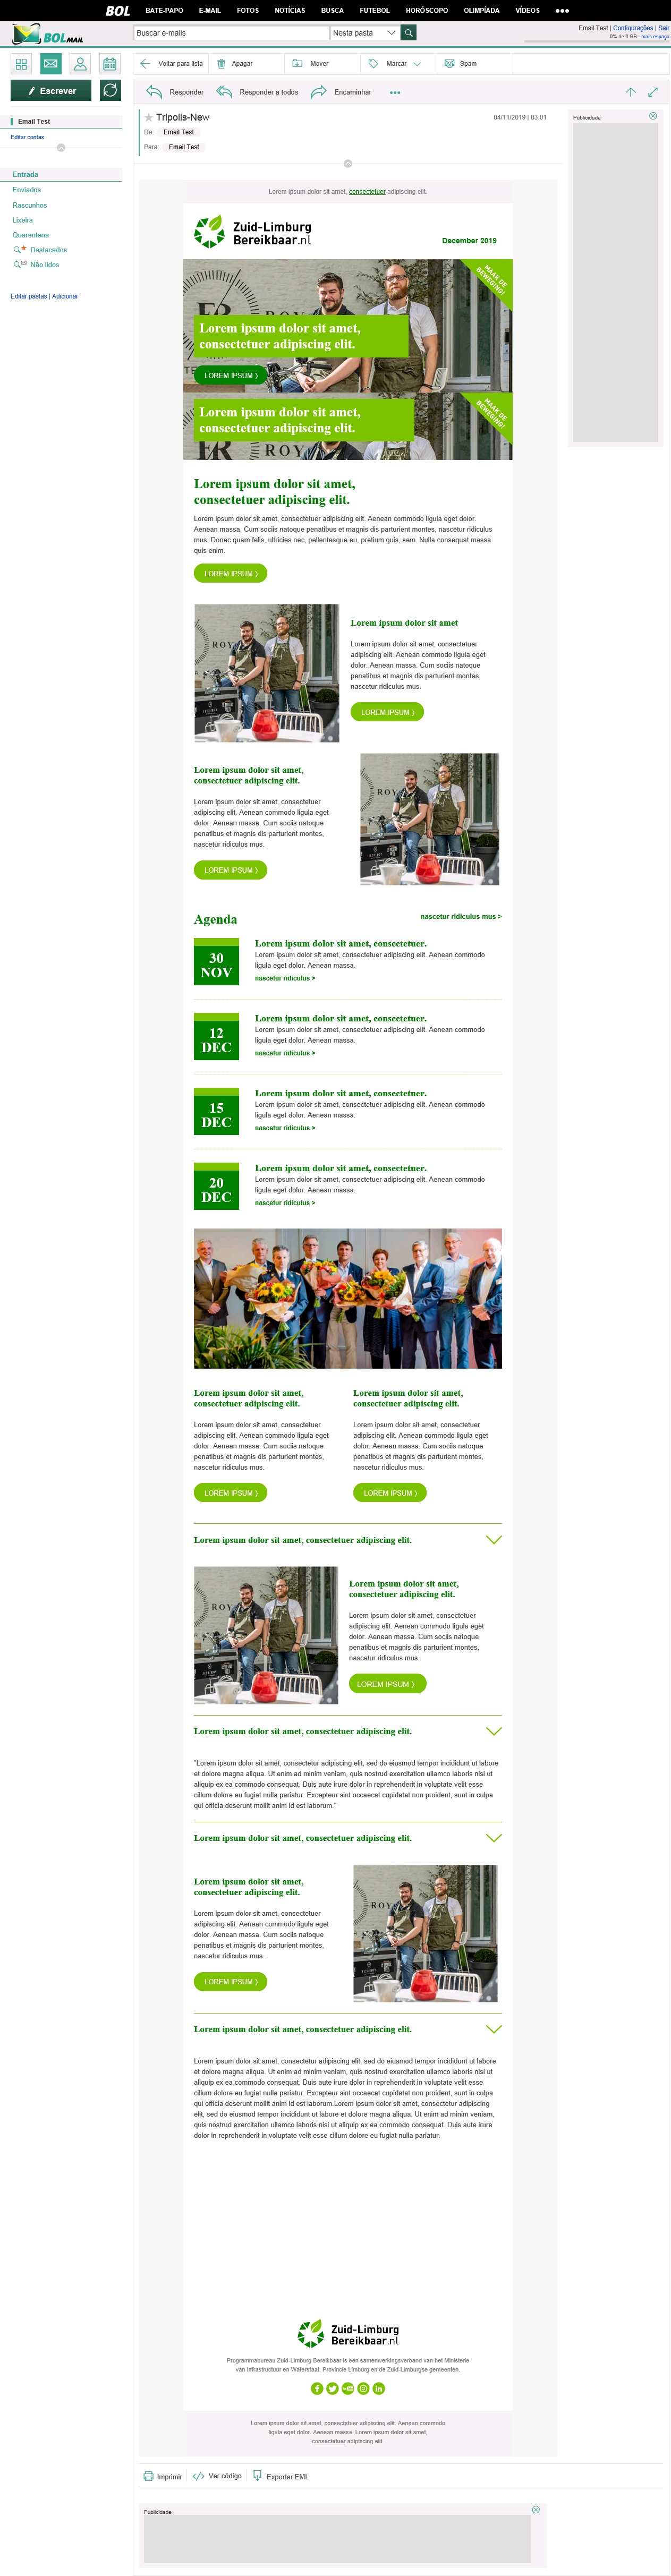 BOL BATE-PAPO E-MAIL FOTOS NOTÍCIAS BUSCA FUTEBOL HORÓSCOPO OLIMPÍADA VÍDEOS
BOLMAIL
Buscar e-mails Nesta pasta
Email Test | Configurações | Sair
0% de 6 GB - mais espaço
Voltar para lista Apagar Mover Marcar Spam
Escrever
Responder Responder a todos Encaminhar
Email Test
Editar contas
Entrada
Enviados
Rascunhos
Lixeira
Quarentena
Destacados
Não lidos
Editar pastas | Adicionar
Tripolis-New 04/11/2019 | 03:01
De: Email Test
Para: Email Test
Publicidade
Lorem ipsum dolor sit amet, consectetuer adipiscing elit.
Zuid-Limburg
Bereikbaar.nl
December 2019
MAAK DE
BEWEGING!
Lorem ipsum dolor sit amet,
consectetuer adipiscing elit.
LOREM IPSUM ❭
MAAK DE
BEWEGING!
Lorem ipsum dolor sit amet,
consectetuer adipiscing elit.
Lorem ipsum dolor sit amet,
consectetuer adipiscing elit.
Lorem ipsum dolor sit amet, consectetuer adipiscing elit. Aenean commodo ligula eget dolor.
Aenean massa. Cum sociis natoque penatibus et magnis dis parturient montes, nascetur ridiculus
mus. Donec quam felis, ultricies nec, pellentesque eu, pretium quis, sem. Nulla consequat massa
quis enim.
LOREM IPSUM ❭
ROY
Lorem ipsum dolor sit amet
Lorem ipsum dolor sit amet, consectetuer
adipiscing elit. Aenean commodo ligula eget
dolor. Aenean massa. Cum sociis natoque
penatibus et magnis dis parturient montes,
nascetur ridiculus mus.
LOREM IPSUM ❭
Lorem ipsum dolor sit amet,
consectetuer adipiscing elit.
Lorem ipsum dolor sit amet, consectetuer
adipiscing elit. Aenean commodo ligula eget
dolor. Aenean massa. Cum sociis natoque
penatibus et magnis dis parturient montes,
nascetur ridiculus mus.
LOREM IPSUM ❭
ROY
Agenda nascetur ridiculus mus >
30
NOV
Lorem ipsum dolor sit amet, consectetuer.
Lorem ipsum dolor sit amet, consectetuer adipiscing elit. Aenean commodo
ligula eget dolor. Aenean massa.
nascetur ridiculus >
12
DEC
Lorem ipsum dolor sit amet, consectetuer.
Lorem ipsum dolor sit amet, consectetuer adipiscing elit. Aenean commodo
ligula eget dolor. Aenean massa.
nascetur ridiculus >
15
DEC
Lorem ipsum dolor sit amet, consectetuer.
Lorem ipsum dolor sit amet, consectetuer adipiscing elit. Aenean commodo
ligula eget dolor. Aenean massa.
nascetur ridiculus >
20
DEC
Lorem ipsum dolor sit amet, consectetuer.
Lorem ipsum dolor sit amet, consectetuer adipiscing elit. Aenean commodo
ligula eget dolor. Aenean massa.
nascetur ridiculus >
Lorem ipsum dolor sit amet,
consectetuer adipiscing elit.
Lorem ipsum dolor sit amet, consectetuer
adipiscing elit. Aenean commodo ligula eget
dolor. Aenean massa. Cum sociis natoque
penatibus et magnis dis parturient montes,
nascetur ridiculus mus.
LOREM IPSUM ❭
Lorem ipsum dolor sit amet,
consectetuer adipiscing elit.
Lorem ipsum dolor sit amet, consectetuer
adipiscing elit. Aenean commodo ligula eget
dolor. Aenean massa. Cum sociis natoque
penatibus et magnis dis parturient montes,
nascetur ridiculus mus.
LOREM IPSUM ❭
Lorem ipsum dolor sit amet, consectetuer adipiscing elit.
ROY
Lorem ipsum dolor sit amet,
consectetuer adipiscing elit.
Lorem ipsum dolor sit amet, consectetuer
adipiscing elit. Aenean commodo ligula eget
dolor. Aenean massa. Cum sociis natoque
penatibus et magnis dis parturient montes,
nascetur ridiculus mus.
LOREM IPSUM ❭
Lorem ipsum dolor sit amet, consectetuer adipiscing elit.
"Lorem ipsum dolor sit amet, consectetur adipiscing elit, sed do eiusmod tempor incididunt ut labore
et dolore magna aliqua. Ut enim ad minim veniam, quis nostrud exercitation ullamco laboris nisi ut
aliquip ex ea commodo consequat. Duis aute irure dolor in reprehenderit in voluptate velit esse
cillum dolore eu fugiat nulla pariatur. Excepteur sint occaecat cupidatat non proident, sunt in culpa
qui officia deserunt mollit anim id est laborum."
Lorem ipsum dolor sit amet, consectetuer adipiscing elit.
Lorem ipsum dolor sit amet,
consectetuer adipiscing elit.
Lorem ipsum dolor sit amet, consectetuer
adipiscing elit. Aenean commodo ligula eget
dolor. Aenean massa. Cum sociis natoque
penatibus et magnis dis parturient montes,
nascetur ridiculus mus.
LOREM IPSUM ❭
ROY
Lorem ipsum dolor sit amet, consectetuer adipiscing elit.
Lorem ipsum dolor sit amet, consectetur adipiscing elit, sed do eiusmod tempor incididunt ut labore
et dolore magna aliqua. Ut enim ad minim veniam, quis nostrud exercitation ullamco laboris nisi ut
aliquip ex ea commodo consequat. Duis aute irure dolor in reprehenderit in voluptate velit esse
cillum dolore eu fugiat nulla pariatur. Excepteur sint occaecat cupidatat non proident, sunt in culpa
qui officia deserunt mollit anim id est laborum.Lorem ipsum dolor sit amet, consectetur adipiscing
elit, sed do eiusmod tempor incididunt ut labore et dolore magna aliqua. Ut enim ad minim veniam,
quis nostrud exercitation ullamco laboris nisi ut aliquip ex ea commodo consequat. Duis aute irure
dolor in reprehenderit in voluptate velit esse cillum dolore eu fugiat nulla pariatur.
Zuid-Limburg
Bereikbaar.nl
Programmabureau Zuid-Limburg Bereikbaar is een samenwerkingsverband van het Ministerie
van Infrastructuur en Waterstaat, Provincie Limburg en de Zuid-Limburgse gemeenten.
Lorem ipsum dolor sit amet, consectetuer adipiscing elit. Aenean commodo
ligula eget dolor. Aenean massa. Lorem ipsum dolor sit amet,
consectetuer adipiscing elit.
Imprimir Ver código Exportar EML
Publicidade